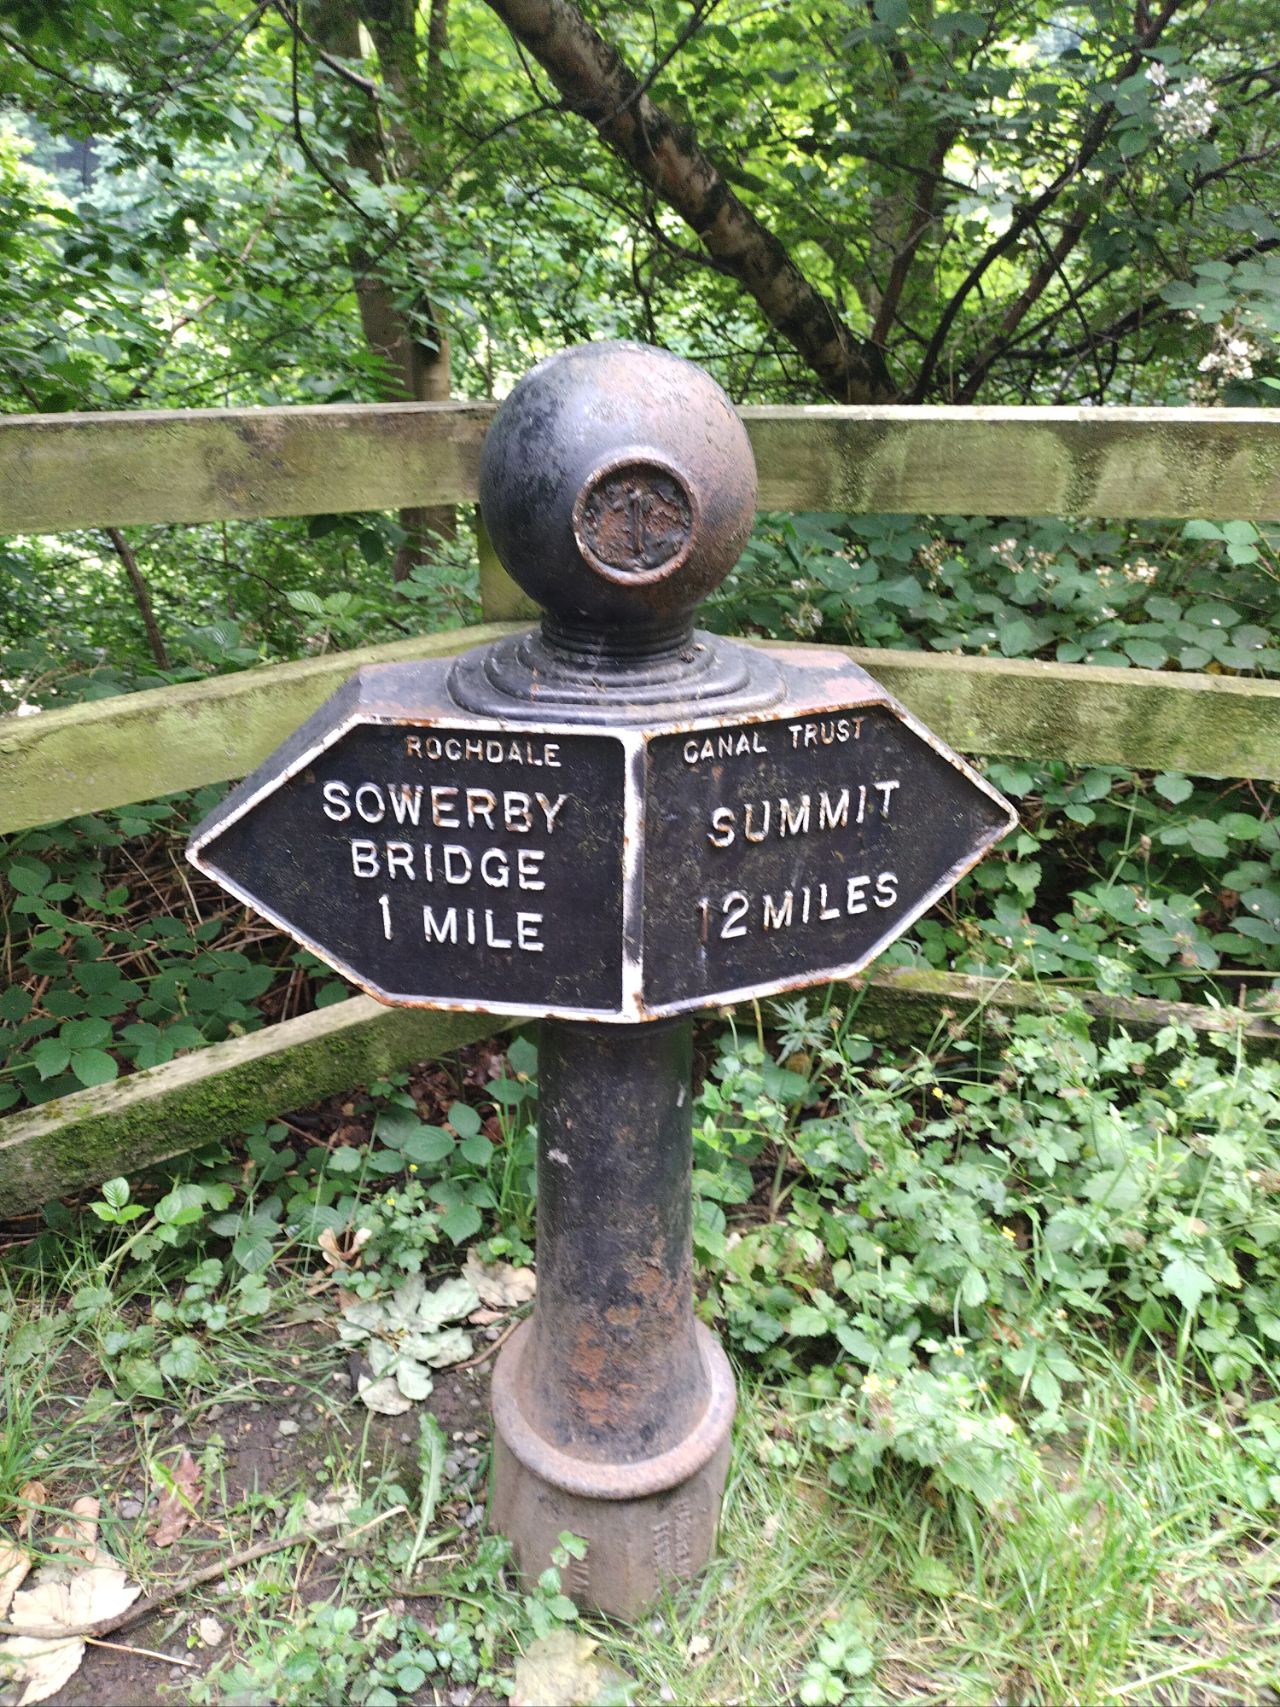 ROCHDALE
SOWERBY
BRIDGE
1 MILE
CANAL TRUST
SUMMIT
12 MILES